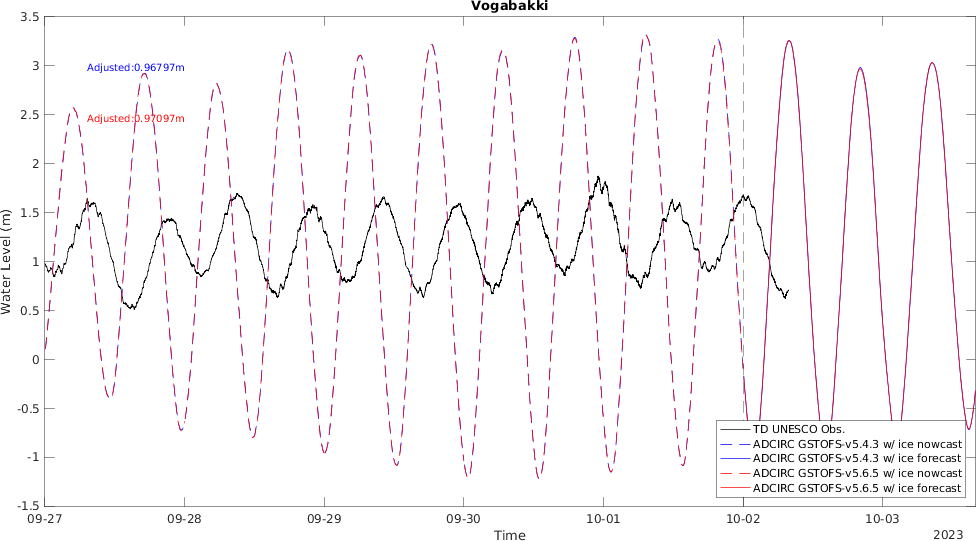 Vogabakki
3.5
3
2.5
2
1.5
1
0.5
0
-0.5
-1
-1.5
Water Level (m)
Adjusted:0.96797m
Adjusted:0.97097m
TD UNESCO Obs.
ADCIRC GSTOFS-v5.4.3 w/ ice nowcast
ADCIRC GSTOFS-v5.4.3 w/ ice forecast
ADCIRC GSTOFS-v5.6.5 w/ ice nowcast
ADCIRC GSTOFS-v5.6.5 w/ ice forecast
09-27 09-28 09-29 09-30 10-01 10-02 10-03
Time
2023